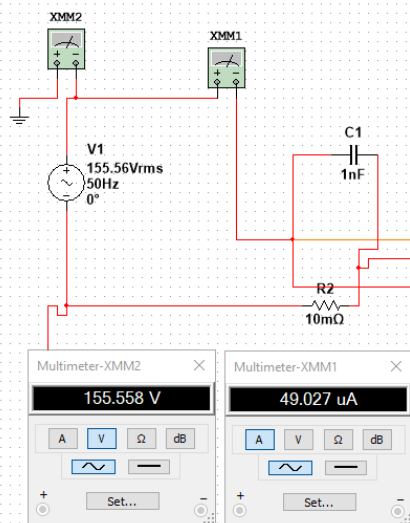 XMM2
XMM1
+ -
+ -
V1
155.56Vrms
50Hz
0°
C1
1nF
R2
10mΩ
Multimeter-XMM2
155.558 V
A V Ω dB
+
Set...
-
Multimeter-XMM1
49.027 uA
A V Ω dB
+
Set...
-